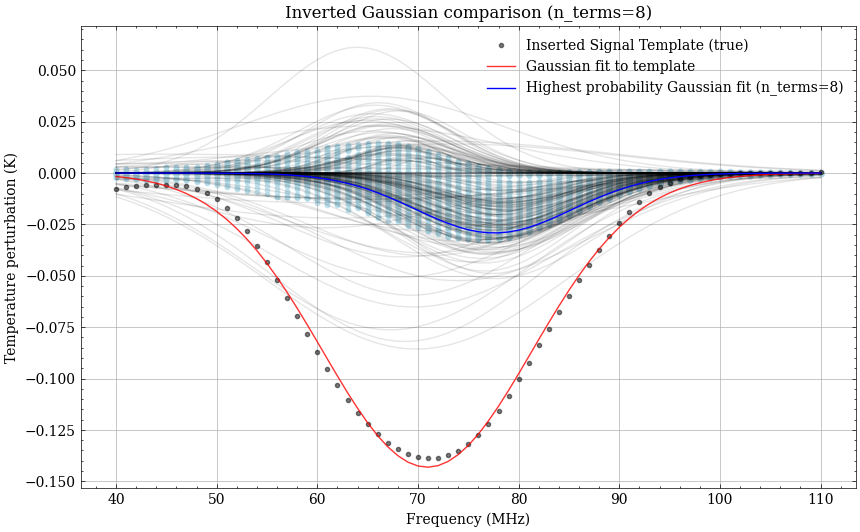 Inverted Gaussian comparison (n_terms=8)
Inserted Signal Template (true)
Gaussian fit to template
Highest probability Gaussian fit (n_terms=8)
Temperature perturbation (K)
0.050
0.025
0.000
−0.025
−0.050
−0.075
−0.100
−0.125
−0.150
40 50 60 70 80 90 100 110
Frequency (MHz)